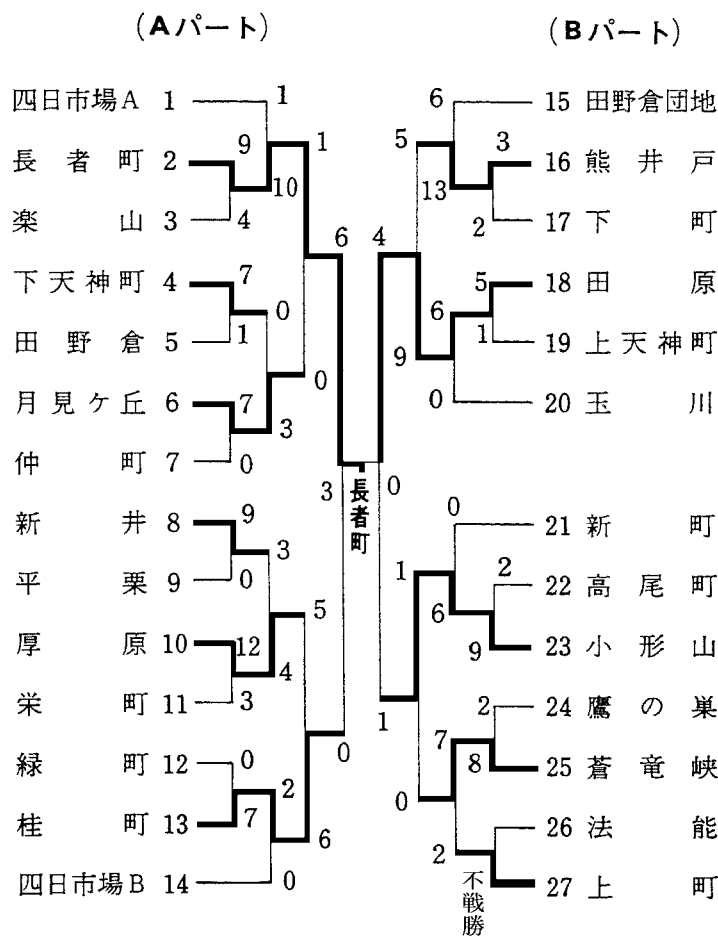 (Aパート)
四日市場A 1
長者町 2
楽山 3
下天神町 4
田野倉 5
月見ケ丘 6
仲町 7
新井 8
平栗 9
厚原 10
栄町 11
緑町 12
桂町 13
四日市場B 14
1
9
10
4
1
7
1
0
7
0
3
0
6
9
0
3
12
3
4
5
0
7
2
0
6
0
3
長者町
(Bパート)
15 田野倉団地
16 熊井戸
17 下町
18 田原
19 上天神町
20 玉川
21 新町
22 高尾町
23 小形山
24 鷹の巣
25 蒼竜峡
26 法能
27 上町
6
3
13
2
5
5
6
1
0
9
4
0
0
2
6
9
1
2
7
8
0
2
1
不戦勝